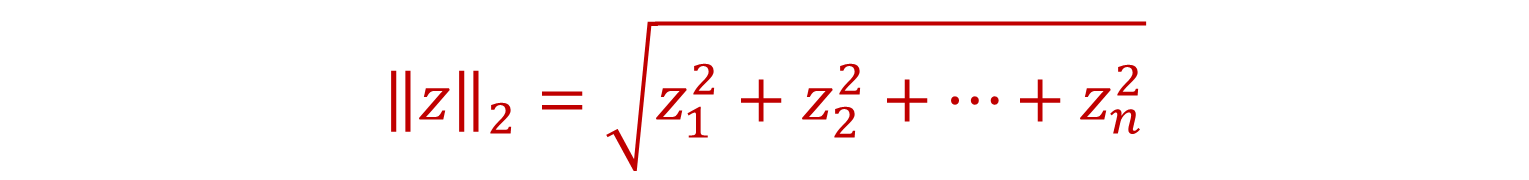 ‖z‖₂ = √(z₁² + z₂² + ⋯ + zₙ²)